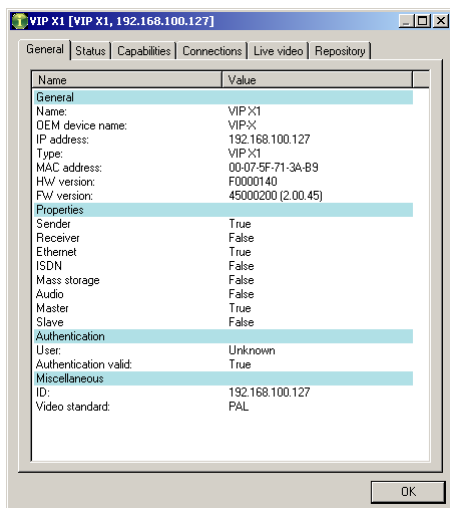 VIP X1 [VIP X1, 192.168.100.127]
General Status Capabilities Connections Live video Repository
Name Value
General
Name: VIP X1
OEM device name: VIP-X
IP address: 192.168.100.127
Type: VIP X1
MAC address: 00-07-5F-71-3A-B9
HW version: F0000140
FW version: 45000200 (2.00.45)
Properties
Sender True
Receiver False
Ethernet True
ISDN False
Mass storage False
Audio False
Master True
Slave False
Authentication
User: Unknown
Authentication valid: True
Miscellaneous
ID: 192.168.100.127
Video standard: PAL
OK